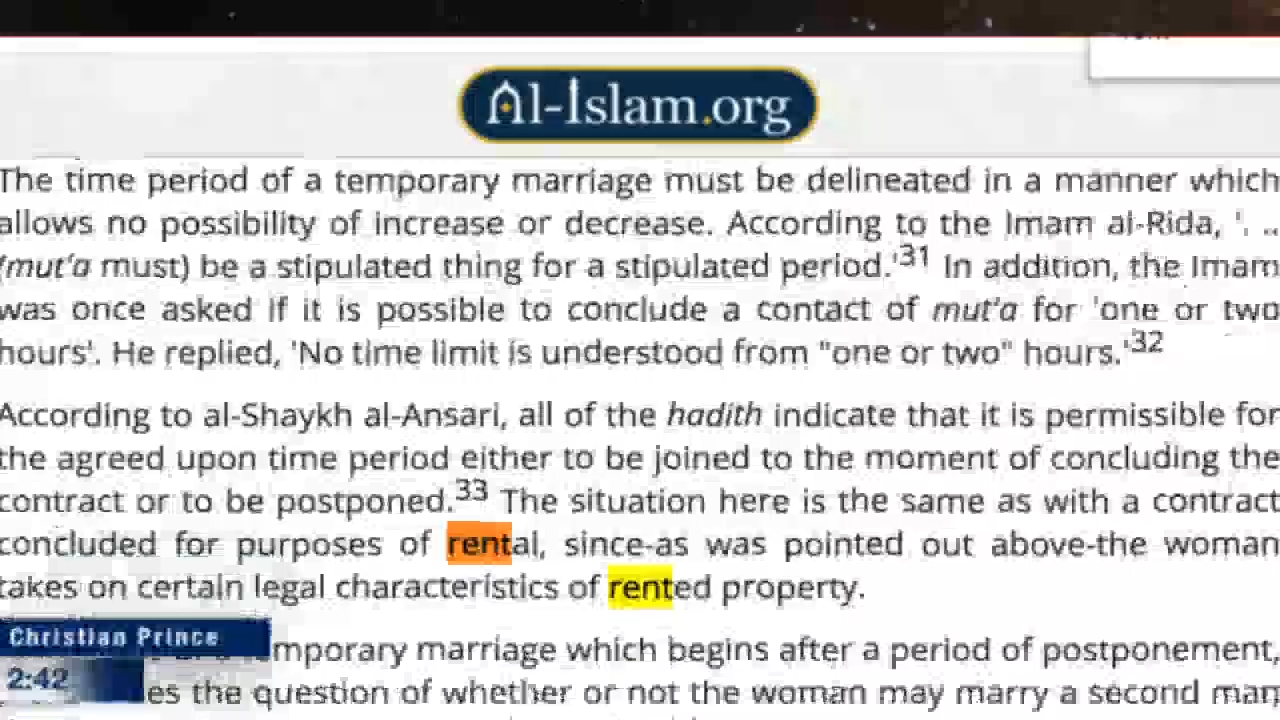 Al-Islam.org
The time period of a temporary marriage must be delineated in a manner which
allows no possibility of increase or decrease. According to the Imam al-Rida, '. ..
(mut'a must) be a stipulated thing for a stipulated period.'31 In addition, the Imam
was once asked if it is possible to conclude a contact of mut'a for 'one or two
hours'. He replied, 'No time limit is understood from "one or two" hours.'32
According to al-Shaykh al-Ansari, all of the hadith indicate that it is permissible for
the agreed upon time period either to be joined to the moment of concluding the
contract or to be postponed.33 The situation here is the same as with a contract
concluded for purposes of rental, since-as was pointed out above-the woman
takes on certain legal characteristics of rented property.
Christian Prince
mporary marriage which begins after a period of postponement,
2:42
es the question of whether or not the woman may marry a second man